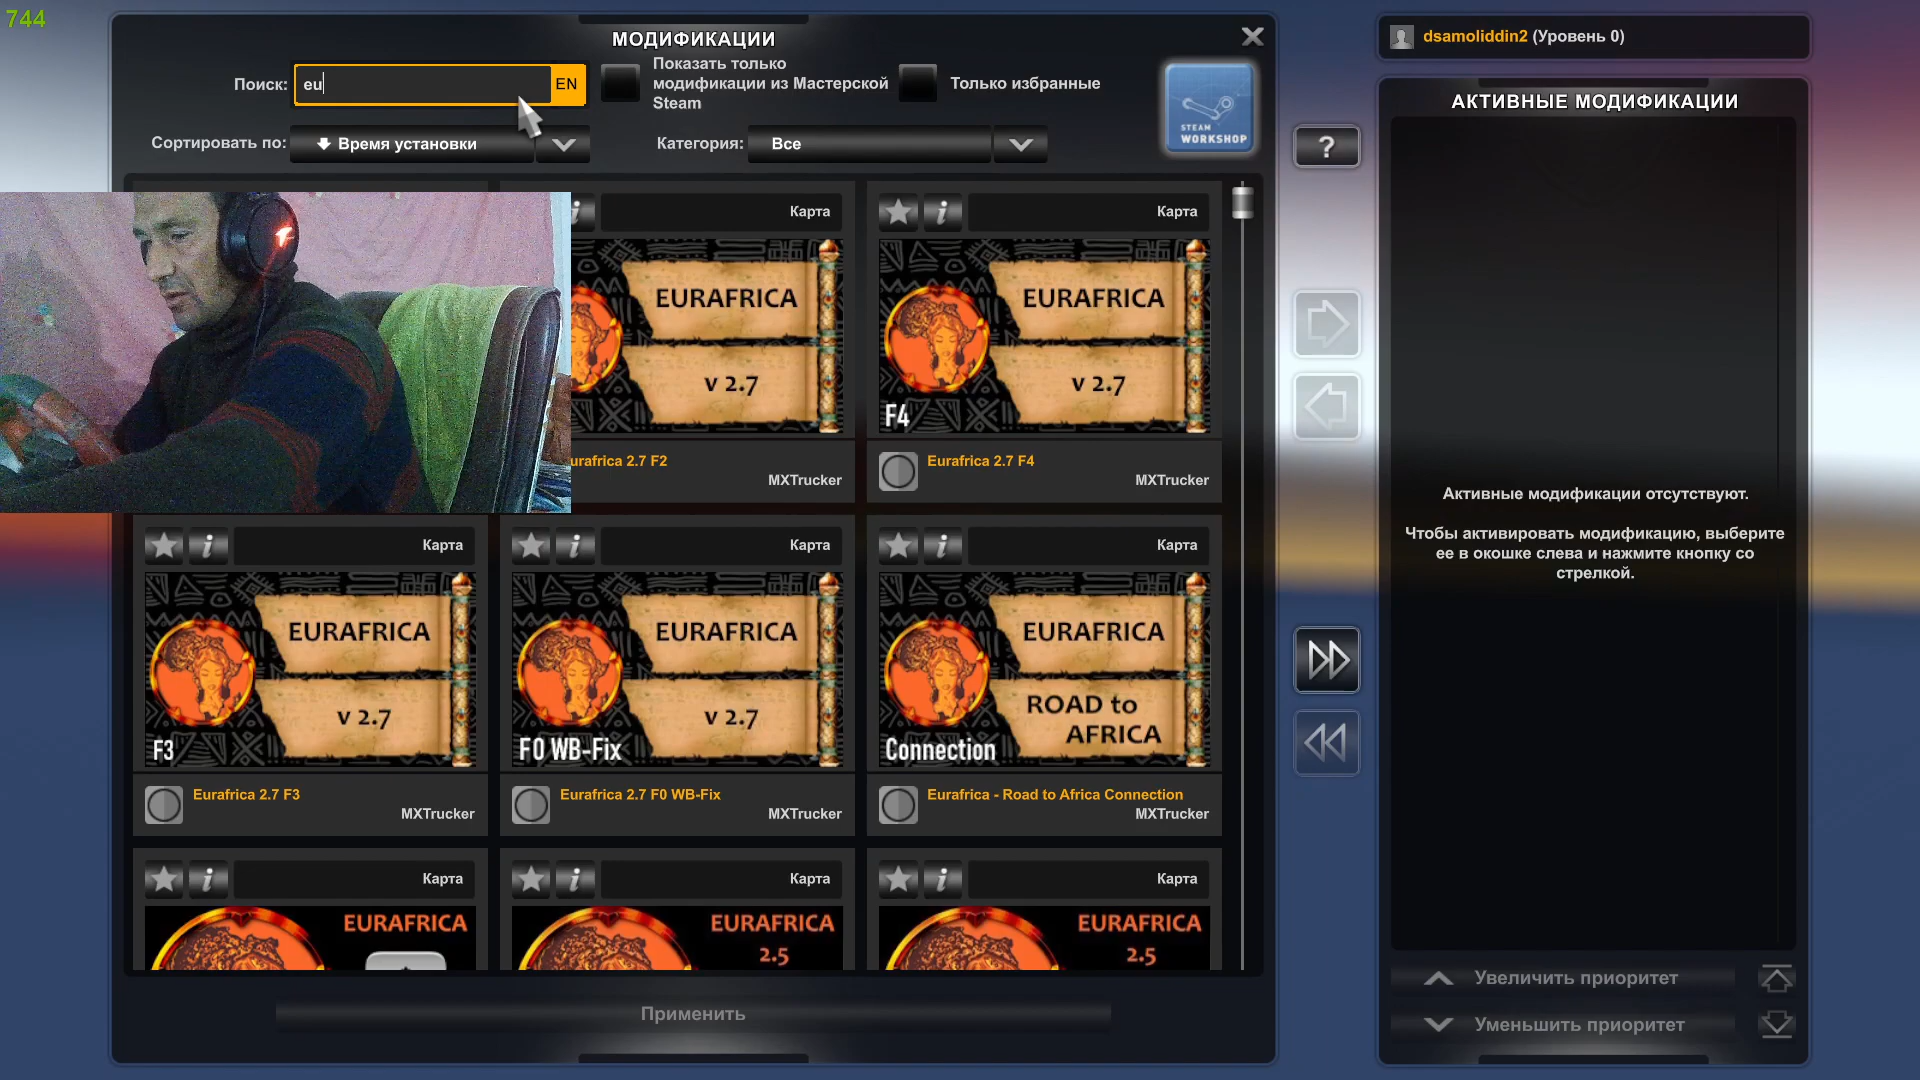 744
МОДИФИКАЦИИ
Поиск:
eu
EN
Показать только
модификации из Мастерской
Steam
Только избранные
STEAM
WORKSHOP
Сортировать по:
Время установки
Категория:
Все
Карта
EURAFRICA
v 2.7
urafrica 2.7 F2
MXTrucker
Карта
EURAFRICA
v 2.7
F4
Eurafrica 2.7 F4
MXTrucker
Карта
EURAFRICA
v 2.7
F3
Eurafrica 2.7 F3
MXTrucker
Карта
EURAFRICA
v 2.7
F0 WB-Fix
Eurafrica 2.7 F0 WB-Fix
MXTrucker
Карта
EURAFRICA
ROAD to
AFRICA
Connection
Eurafrica - Road to Africa Connection
MXTrucker
Карта
EURAFRICA
Карта
EURAFRICA
2.5
Карта
EURAFRICA
2.5
Применить
?
dsamoliddin2 (Уровень 0)
АКТИВНЫЕ МОДИФИКАЦИИ
Активные модификации отсутствуют.
Чтобы активировать модификацию, выберите
ее в окошке слева и нажмите кнопку со
стрелкой.
Увеличить приоритет
Уменьшить приоритет